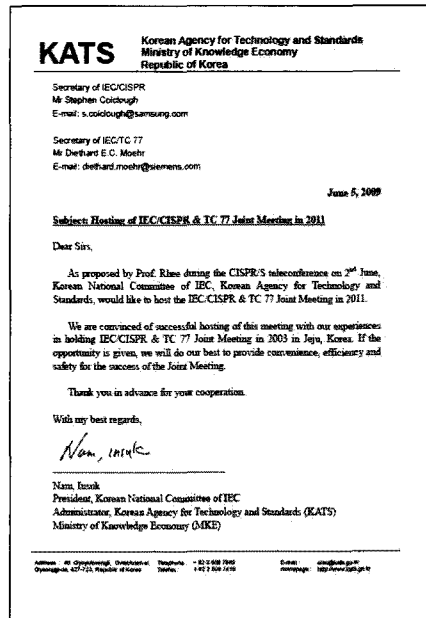 KATS
Korean Agency for Technology and Standards
Ministry of Knowledge Economy
Republic of Korea
Secretary of IEC/CISPR
Mr Stephen Colclough
E-mail: s.colclough@samsung.com
Secretary of IEC/TC 77
Mr Diethard E.C. Moehr
E-mail: diethard.moehr@siemens.com
June 5, 2009
Subject: Hosting of IEC/CISPR & TC 77 Joint Meeting in 2011
Dear Sirs,
As proposed by Prof. Rhee during the CISPR/S teleconference on 2nd June,
Korean National Committee of IEC, Korean Agency for Technology and
Standards, would like to host the IEC/CISPR & TC 77 Joint Meeting in 2011.
We are convinced of successful hosting of this meeting with our experiences
in holding IEC/CISPR & TC 77 Joint Meeting in 2003 in Jeju, Korea. If the
opportunity is given, we will do our best to provide convenience, efficiency and
safety for the success of the Joint Meeting.
Thank you in advance for your cooperation.
With my best regards,
Nam, insuk
Nam, Insuk
President, Korean National Committee of IEC
Administrator, Korean Agency for Technology and Standards (KATS)
Ministry of Knowledge Economy (MKE)
Republic of Korea